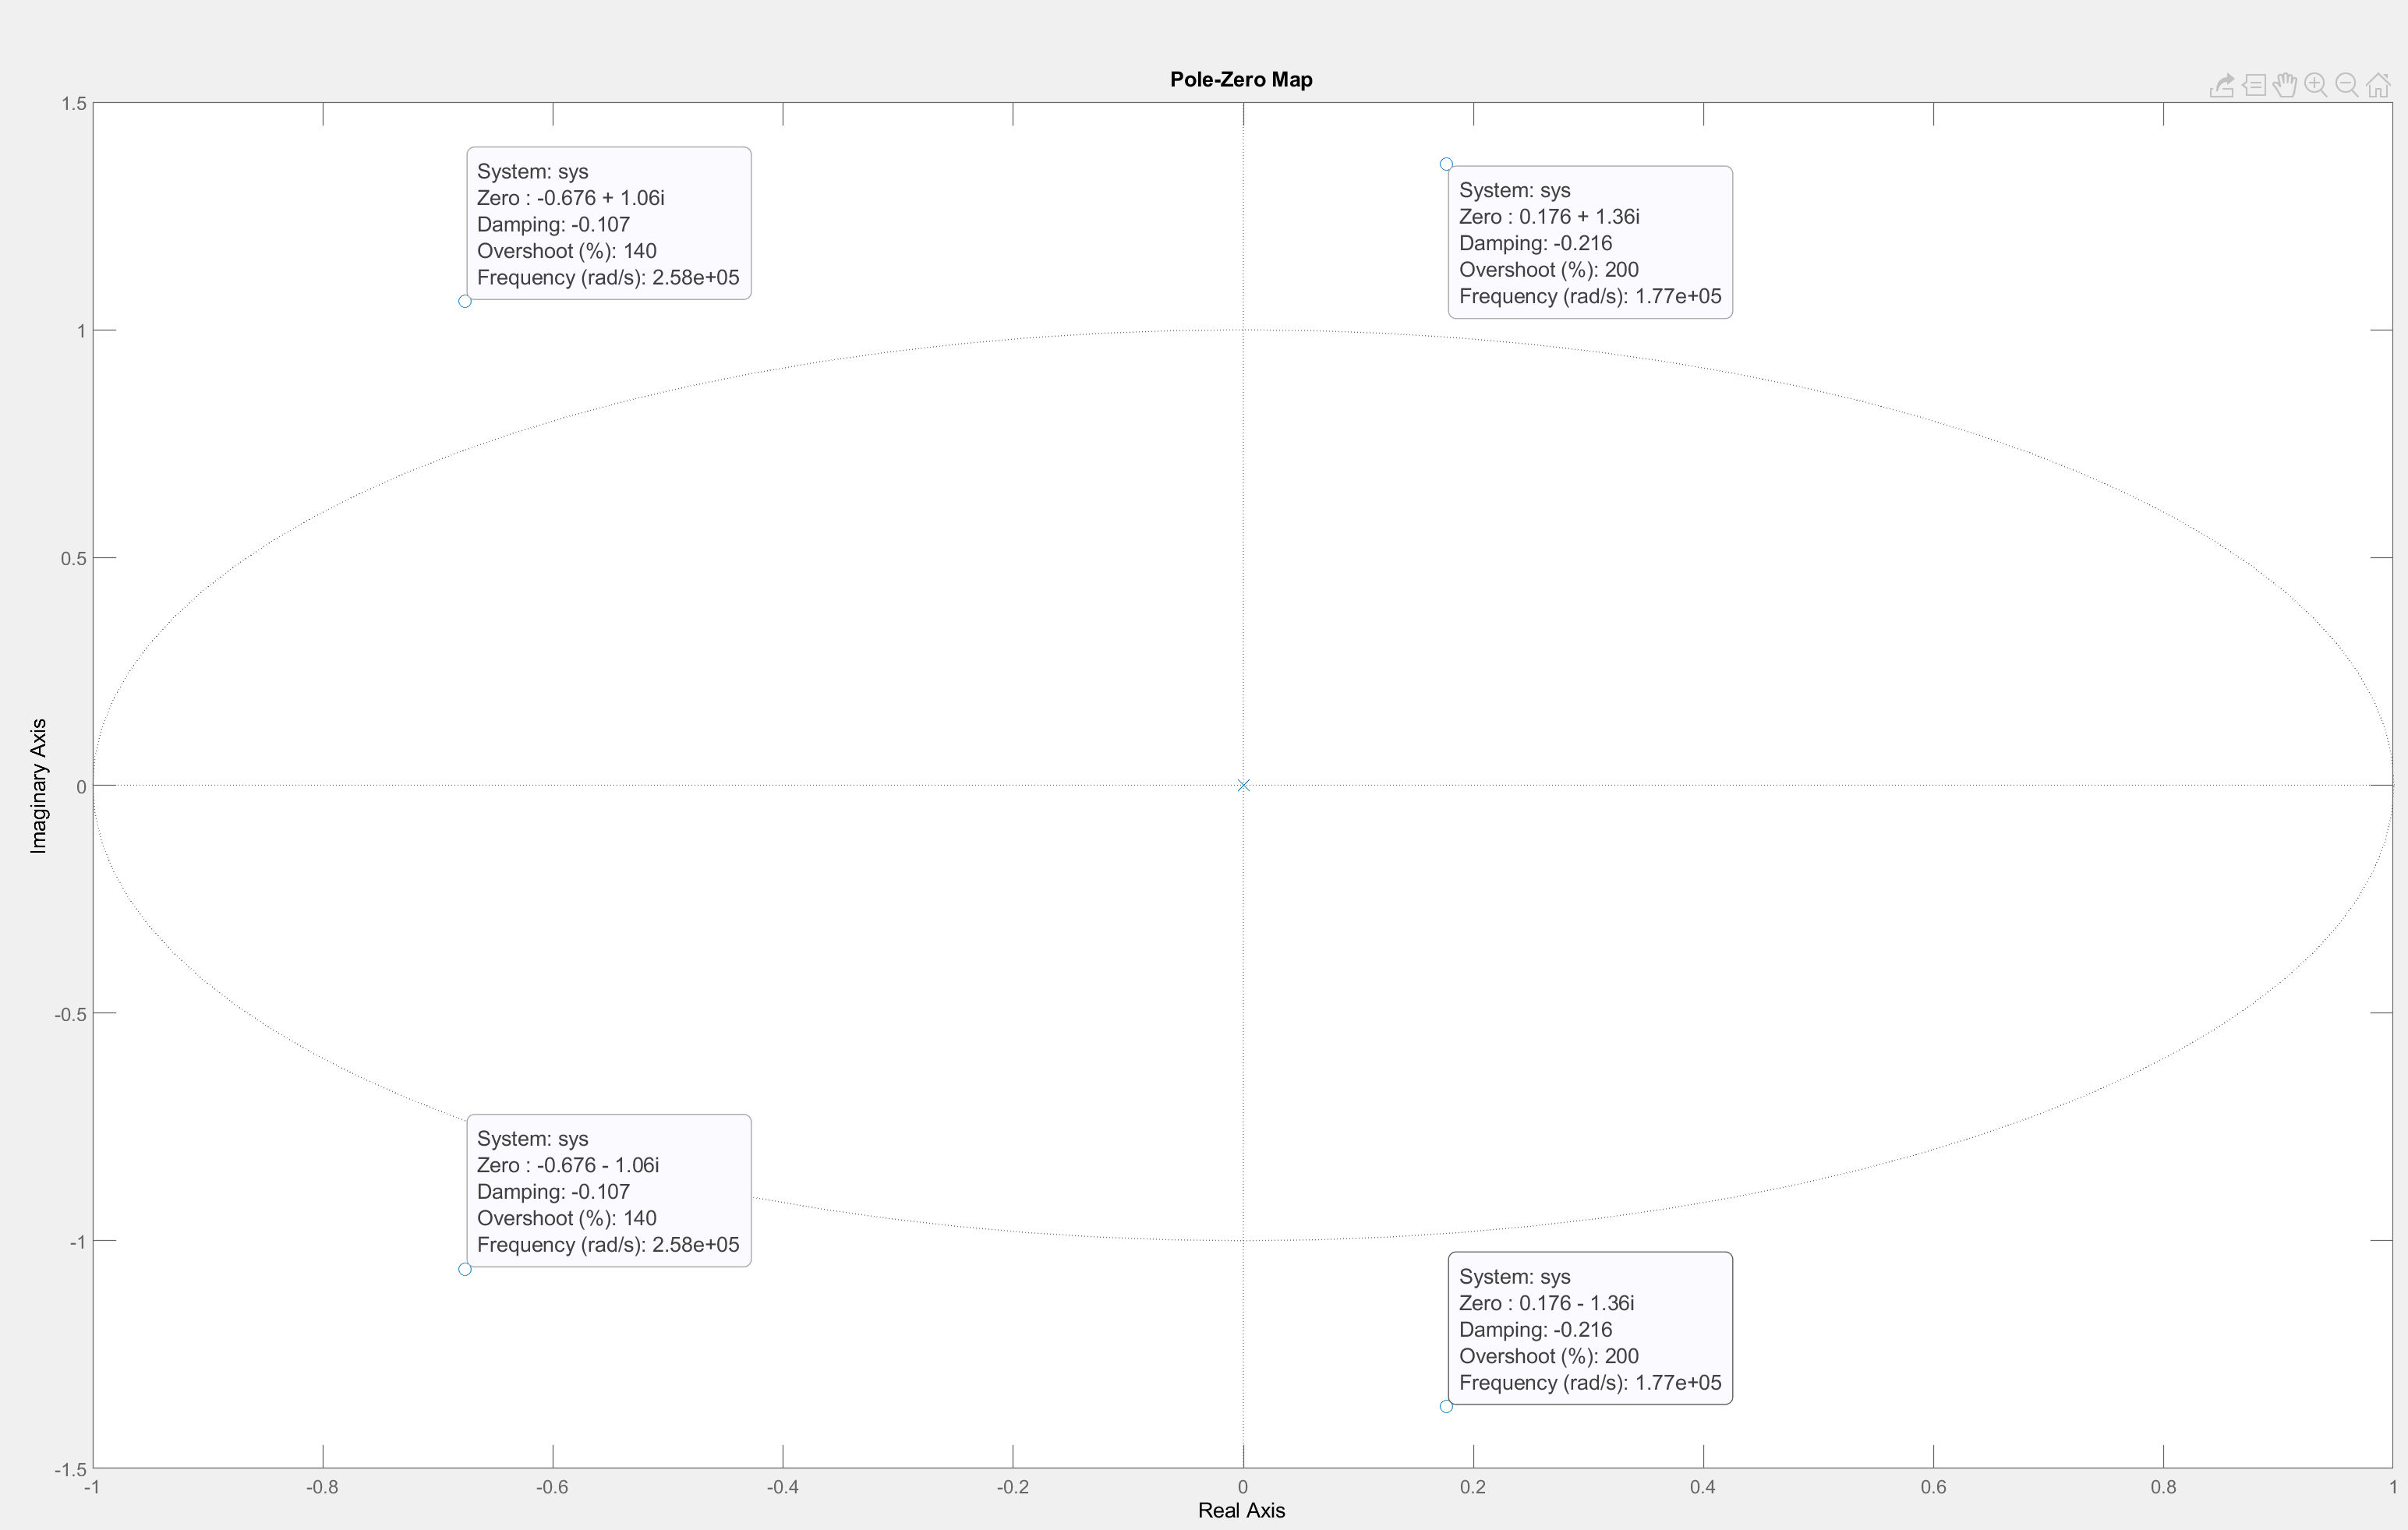 Pole-Zero Map
1.5
1
0.5
0
-0.5
-1
-1.5
Imaginary Axis
System: sys
Zero : -0.676 + 1.06i
Damping: -0.107
Overshoot (%): 140
Frequency (rad/s): 2.58e+05
System: sys
Zero : 0.176 + 1.36i
Damping: -0.216
Overshoot (%): 200
Frequency (rad/s): 1.77e+05
System: sys
Zero : -0.676 - 1.06i
Damping: -0.107
Overshoot (%): 140
Frequency (rad/s): 2.58e+05
System: sys
Zero : 0.176 - 1.36i
Damping: -0.216
Overshoot (%): 200
Frequency (rad/s): 1.77e+05
-1 -0.8 -0.6 -0.4 -0.2 0 0.2 0.4 0.6 0.8 1
Real Axis